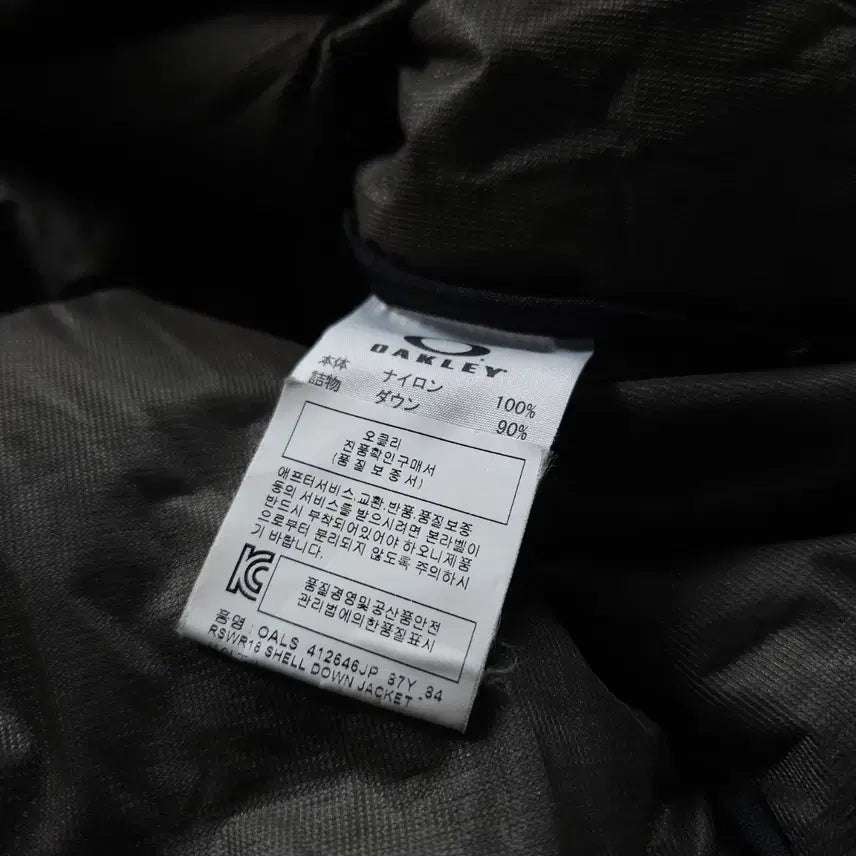 OAKLEY
本体 ナイロン 100%
詰物 ダウン 90%
오클리
진품확인구매서
(품질보증서)
애프터서비스,교환,반품,품질보증
등의 서비스를 받으시려면 본라벨이
반드시 부착되어있어야 하오니제품
으로부터 분리되지 않도록 주의하시
기 바랍니다.
품질경영및공산품안전
관리법에의한품질표시
품명 : OALS 412646JP 87Y 84
RSWR18 SHELL DOWN JACKET